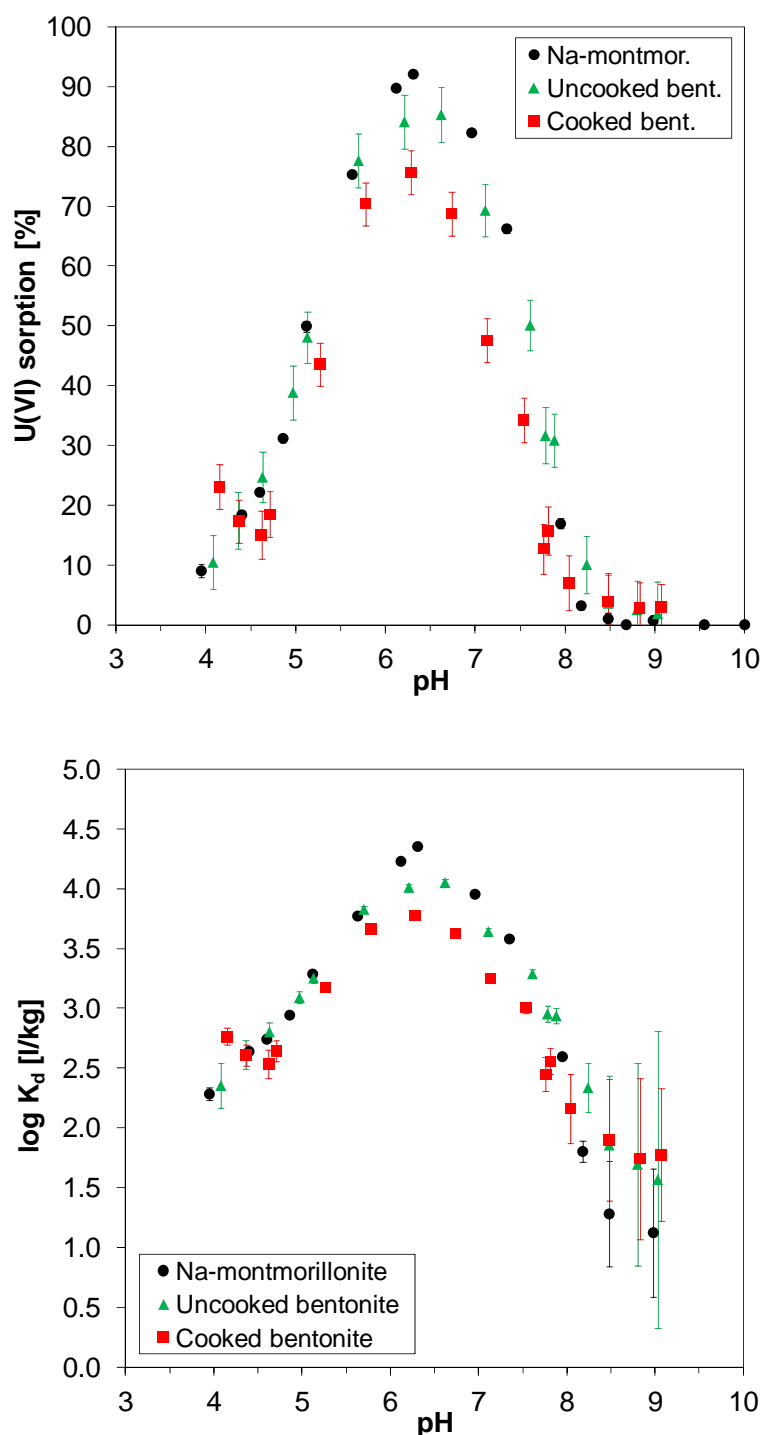 100
90
80
70
60
50
40
30
20
10
0
U(VI) sorption [%]
Na-montmor.
Uncooked bent.
Cooked bent.
3 4 5 6 7 8 9 10
pH
5.0
4.5
4.0
3.5
3.0
2.5
2.0
1.5
1.0
0.5
0.0
log Kd [l/kg]
Na-montmorillonite
Uncooked bentonite
Cooked bentonite
3 4 5 6 7 8 9 10
pH